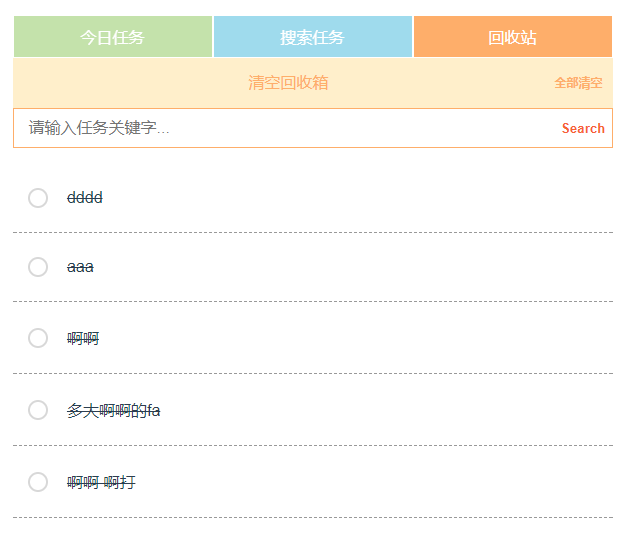 今日任务 搜索任务 回收站
清空回收箱 全部清空
请输入任务关键字... Search
dddd
aaa
啊啊
多大啊啊的fa
啊啊 啊打